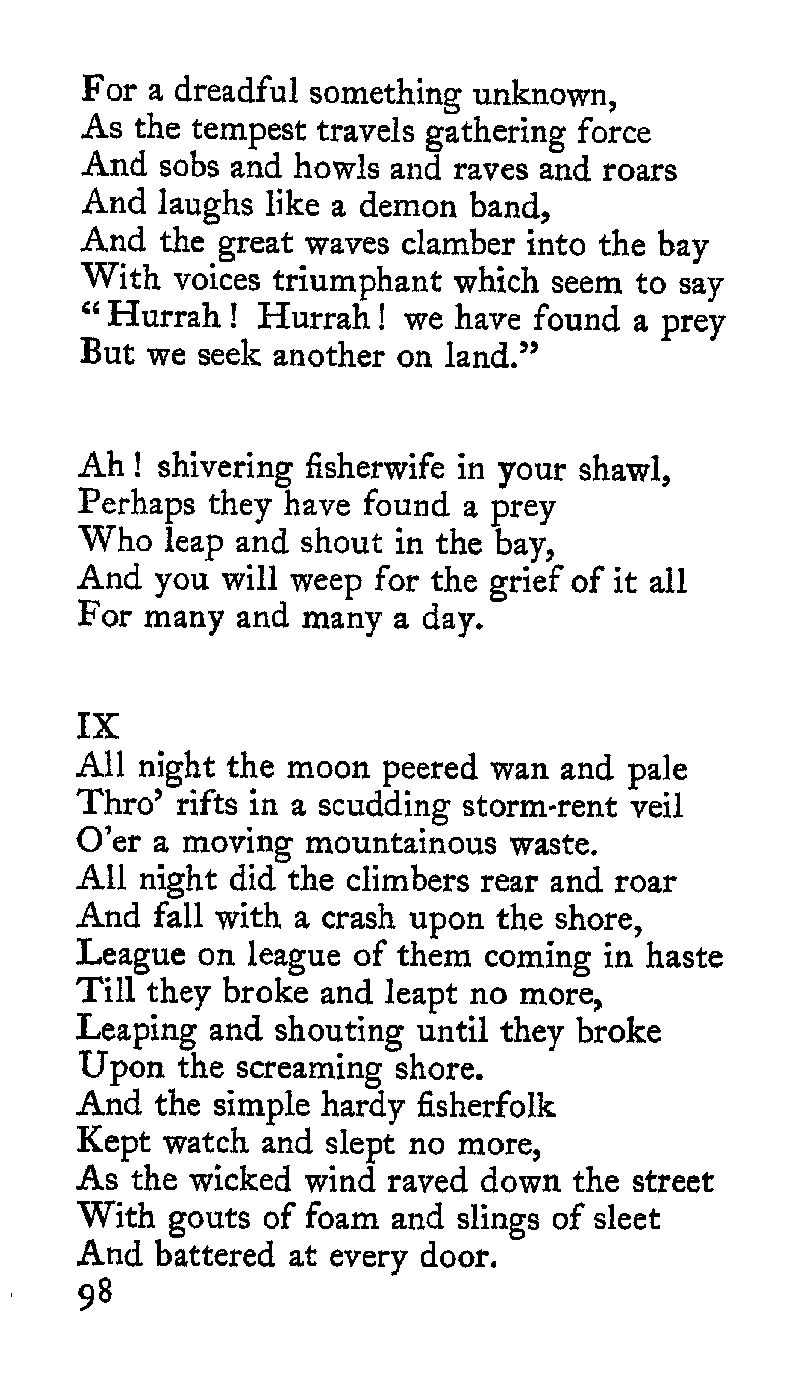 For a dreadful something unknown,
As the tempest travels gathering force
And sobs and howls and raves and roars
And laughs like a demon band,
And the great waves clamber into the bay
With voices triumphant which seem to say
“ Hurrah ! Hurrah ! we have found a prey
But we seek another on land.”

Ah ! shivering fisherwife in your shawl,
Perhaps they have found a prey
Who leap and shout in the bay,
And you will weep for the grief of it all
For many and many a day.

IX
All night the moon peered wan and pale
Thro’ rifts in a scudding storm-rent veil
O’er a moving mountainous waste.
All night did the climbers rear and roar
And fall with a crash upon the shore,
League on league of them coming in haste
Till they broke and leapt no more,
Leaping and shouting until they broke
Upon the screaming shore.
And the simple hardy fisherfolk
Kept watch and slept no more,
As the wicked wind raved down the street
With gouts of foam and slings of sleet
And battered at every door.
98